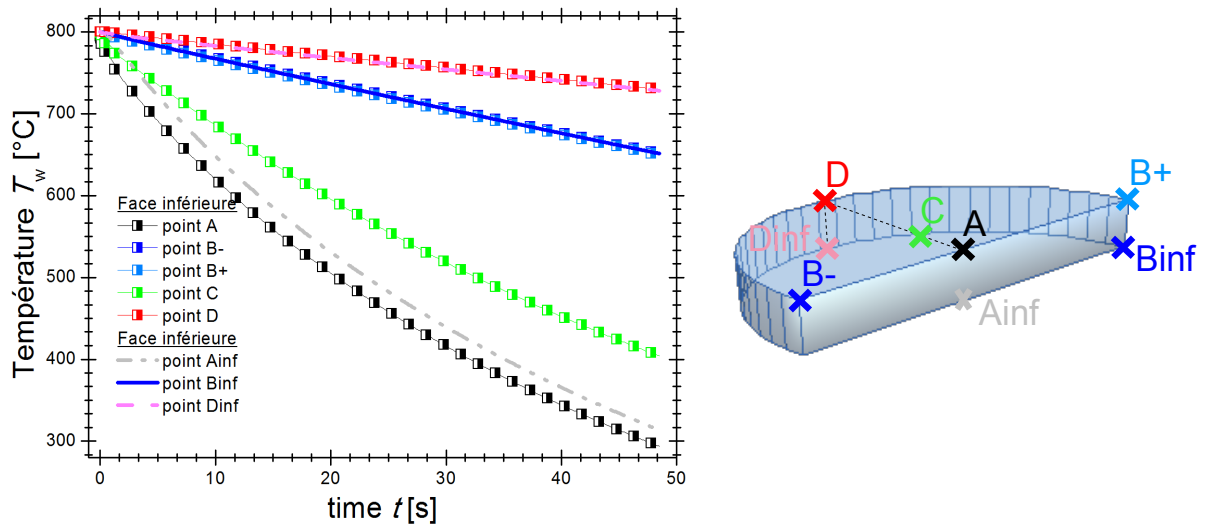 Température Tw [°C]
800
700
600
500
400
300
Face inférieure
point A
point B-
point B+
point C
point D
Face inférieure
point Ainf
point Binf
point Dinf
0
10
20
30
40
50
time t [s]
D
B+
C
A
Dinf
B-
Binf
Ainf